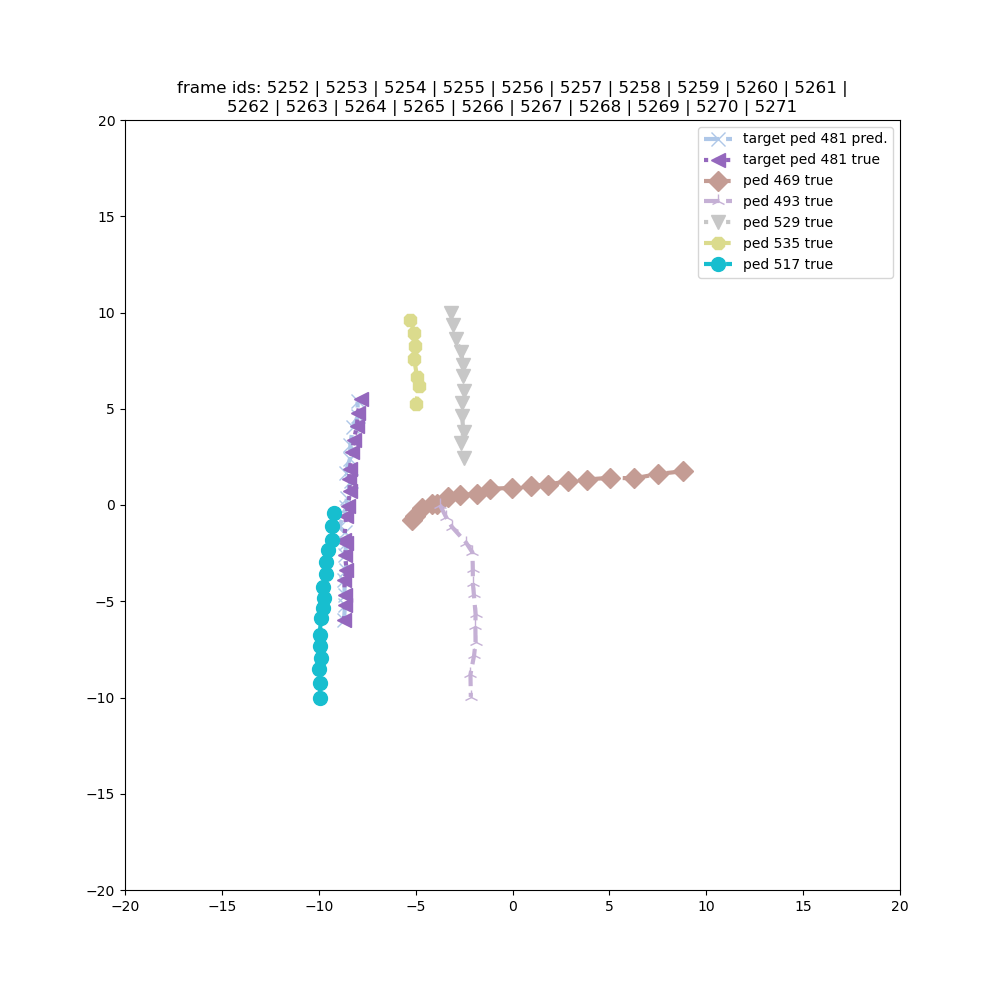 frame ids: 5252 | 5253 | 5254 | 5255 | 5256 | 5257 | 5258 | 5259 | 5260 | 5261 |
5262 | 5263 | 5264 | 5265 | 5266 | 5267 | 5268 | 5269 | 5270 | 5271
target ped 481 pred.
target ped 481 true
ped 469 true
ped 493 true
ped 529 true
ped 535 true
ped 517 true
20
15
10
5
0
−5
−10
−15
−20
−20 −15 −10 −5 0 5 10 15 20